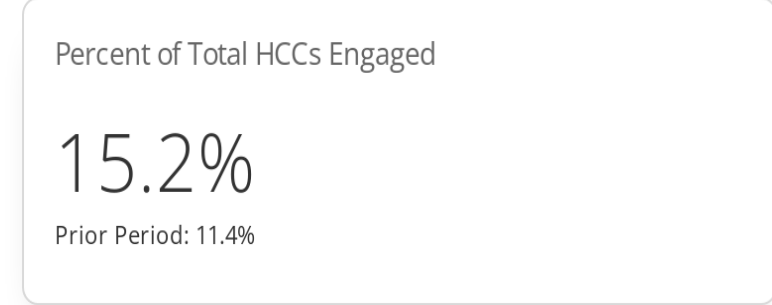 Percent of Total HCCs Engaged
15.2%
Prior Period: 11.4%